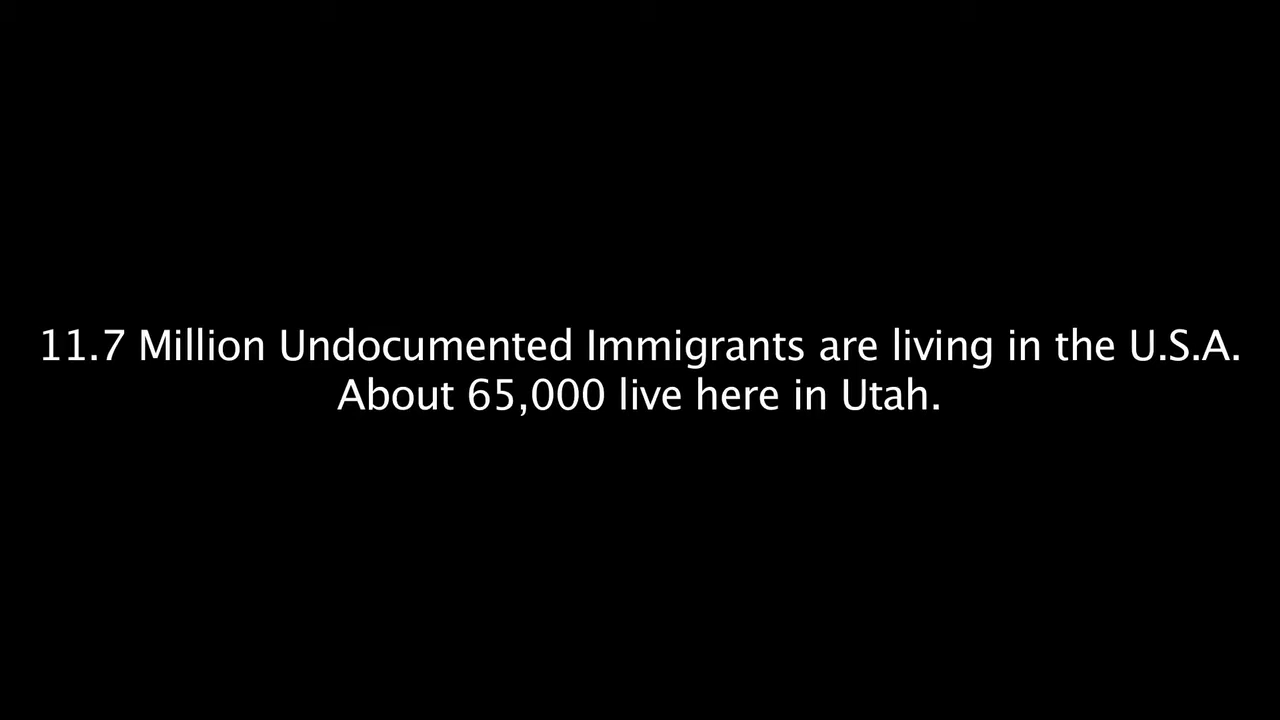 11.7 Million Undocumented Immigrants are living in the U.S.A.
About 65,000 live here in Utah.